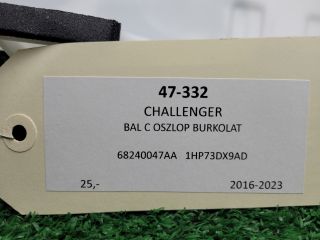 47-332
CHALLENGER
BAL C OSZLOP BURKOLAT
68240047AA 1HP73DX9AD
25,- 2016-2023